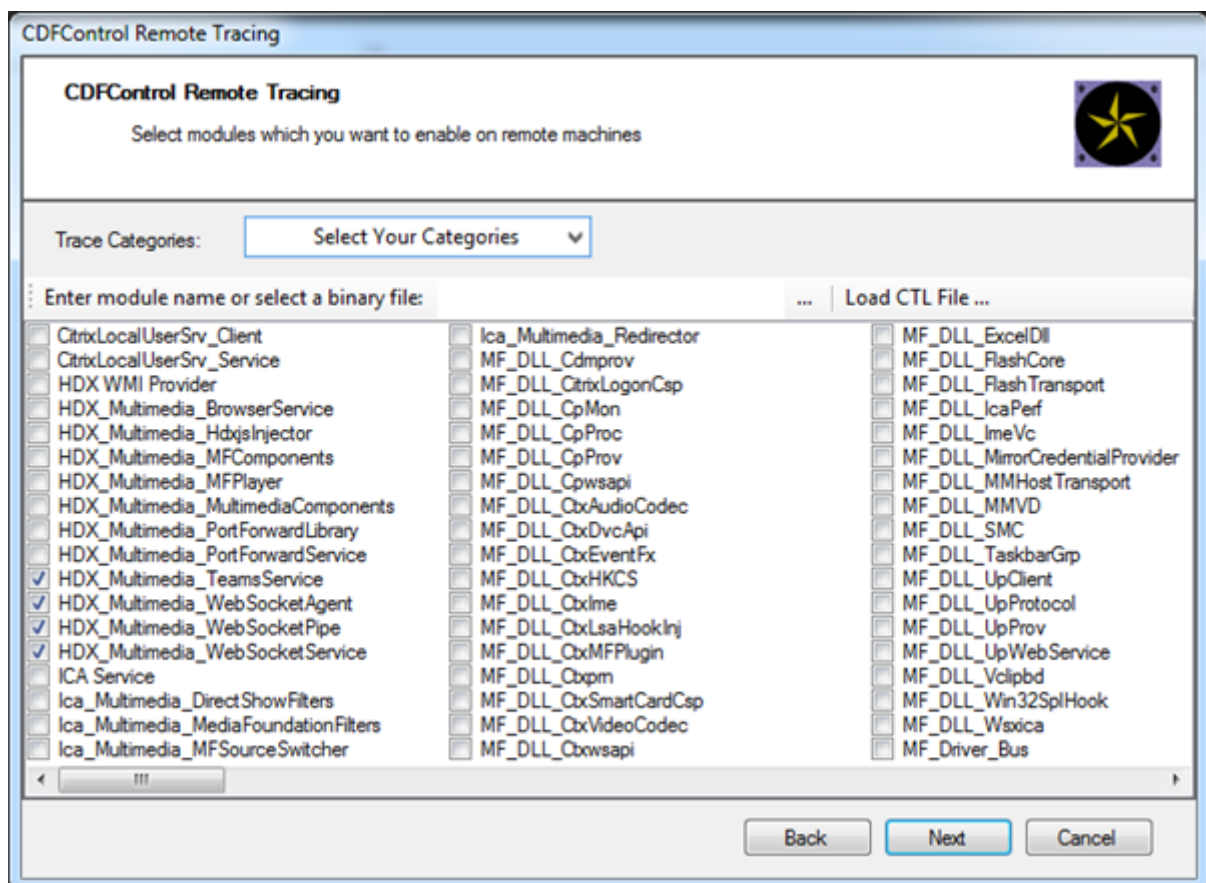 CDFControl Remote Tracing
CDFControl Remote Tracing
Select modules which you want to enable on remote machines
Trace Categories:
Select Your Categories
Enter module name or select a binary file:
...
Load CTL File ...
CitrixLocalUserSrv_Client
CitrixLocalUserSrv_Service
HDX WMI Provider
HDX_Multimedia_BrowserService
HDX_Multimedia_HdxjsInjector
HDX_Multimedia_MFComponents
HDX_Multimedia_MFPlayer
HDX_Multimedia_MultimediaComponents
HDX_Multimedia_PortForwardLibrary
HDX_Multimedia_PortForwardService
HDX_Multimedia_TeamsService
HDX_Multimedia_WebSocketAgent
HDX_Multimedia_WebSocketPipe
HDX_Multimedia_WebSocketService
ICA Service
Ica_Multimedia_DirectShowFilters
Ica_Multimedia_MediaFoundationFilters
Ica_Multimedia_MFSourceSwitcher
Ica_Multimedia_Redirector
MF_DLL_Cdmprov
MF_DLL_CitrixLogonCsp
MF_DLL_CpMon
MF_DLL_CpProc
MF_DLL_CpProv
MF_DLL_Cpwsapi
MF_DLL_CtxAudioCodec
MF_DLL_CtxDvcApi
MF_DLL_CtxEventFx
MF_DLL_CtxHKCS
MF_DLL_CtxIme
MF_DLL_CtxLsaHookInj
MF_DLL_CtxMFPlugin
MF_DLL_Ctxprn
MF_DLL_CtxSmartCardCsp
MF_DLL_CtxVideoCodec
MF_DLL_Ctxwsapi
MF_DLL_ExcelDll
MF_DLL_FlashCore
MF_DLL_FlashTransport
MF_DLL_IcaPerf
MF_DLL_ImeVc
MF_DLL_MirrorCredentialProvider
MF_DLL_MMHostTransport
MF_DLL_MMVD
MF_DLL_SMC
MF_DLL_TaskbarGrp
MF_DLL_UpClient
MF_DLL_UpProtocol
MF_DLL_UpProv
MF_DLL_UpWebService
MF_DLL_Vclipbd
MF_DLL_Win32SplHook
MF_DLL_Wsxica
MF_Driver_Bus
Back
Next
Cancel